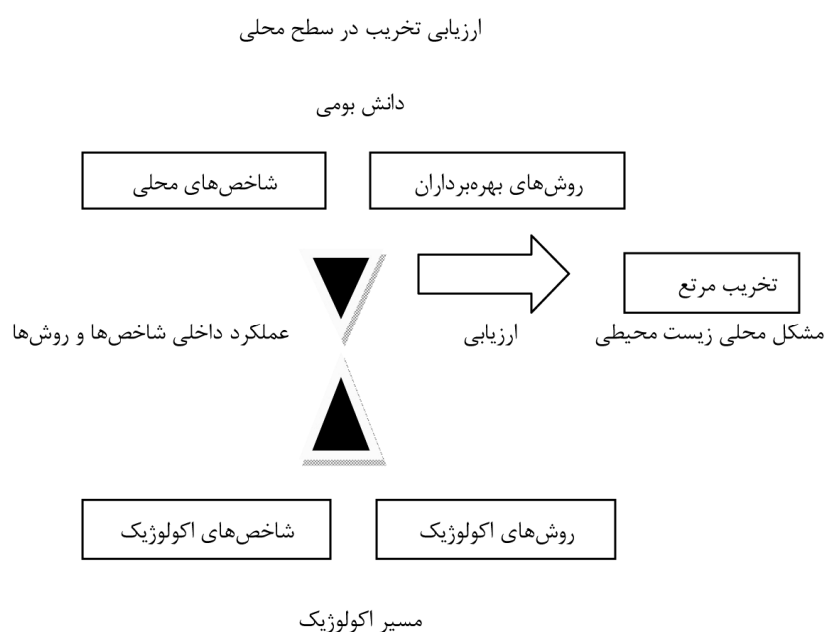 ارزیابی تخریب در سطح محلی
دانش بومی
روش‌های بهره‌برداران
شاخص‌های محلی
تخریب مرتع
مشکل محلی زیست محیطی
ارزیابی
عملکرد داخلی شاخص‌ها و روش‌ها
روش‌های اکولوژیک
شاخص‌های اکولوژیک
مسیر اکولوژیک